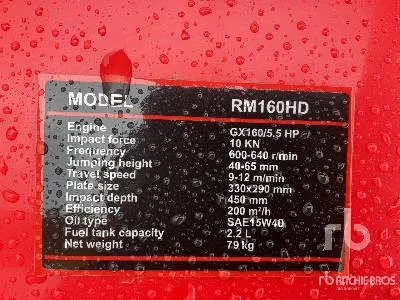 MODEL RM160HD
Engine GX160/5.5 HP
Impact force 10 KN
Frequency 600-640 r/min
Jumping height 40-65 mm
Travel speed 9-12 m/min
Plate size 330x290 mm
Impact depth 450 mm
Efficiency 200 m²/h
Oil type SAE15W40
Fuel tank capacity 2.2 L
Net weight 79 kg
rb
RITCHIE BROS.